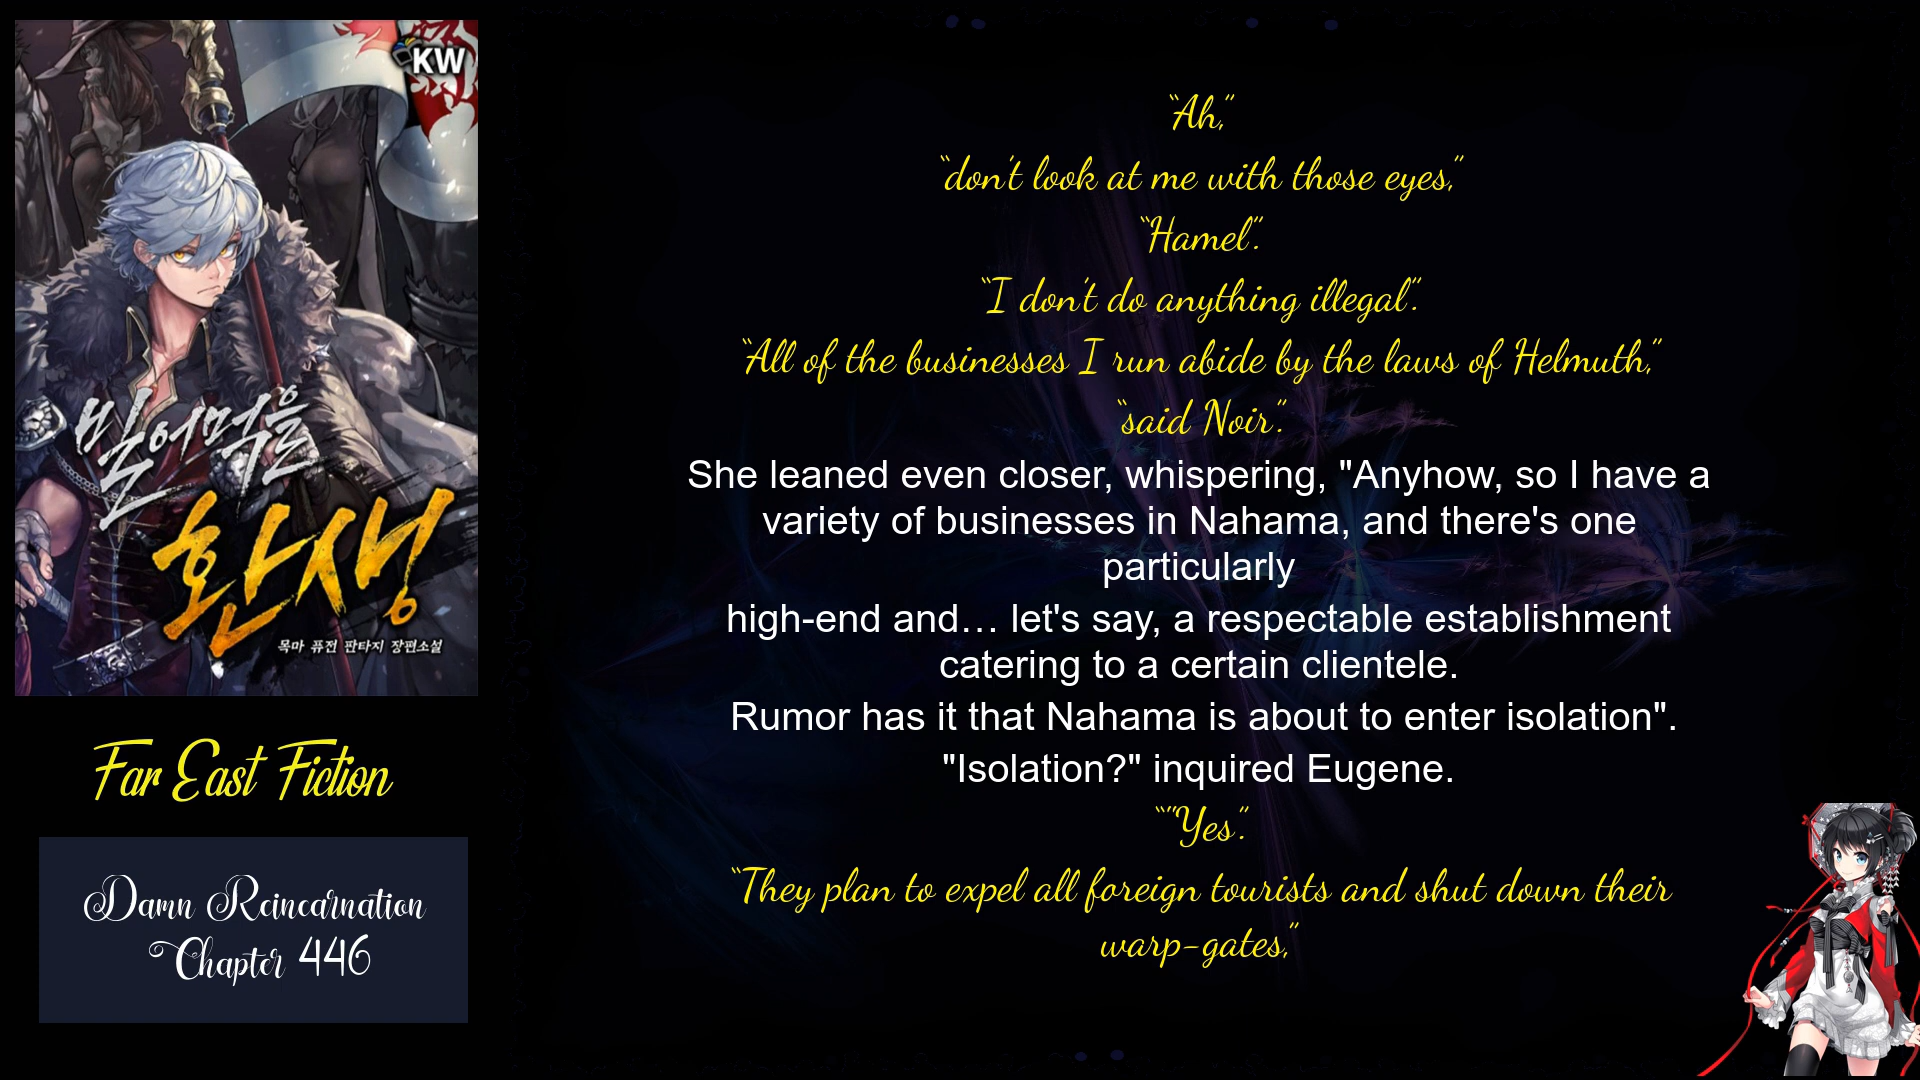 KW
빌어먹을
환생
목마 퓨전 판타지 장편소설
Far East Fiction
Damn Reincarnation
Chapter 446
“Ah,”
“don’t look at me with those eyes,”
“Hamel”.
“I don’t do anything illegal”.
“All of the businesses I run abide by the laws of Helmuth,”
“said Noir”.
She leaned even closer, whispering, "Anyhow, so I have a
variety of businesses in Nahama, and there's one
particularly
high-end and… let's say, a respectable establishment
catering to a certain clientele.
Rumor has it that Nahama is about to enter isolation".
"Isolation?" inquired Eugene.
“"Yes”.
“They plan to expel all foreign tourists and shut down their
warp-gates,”